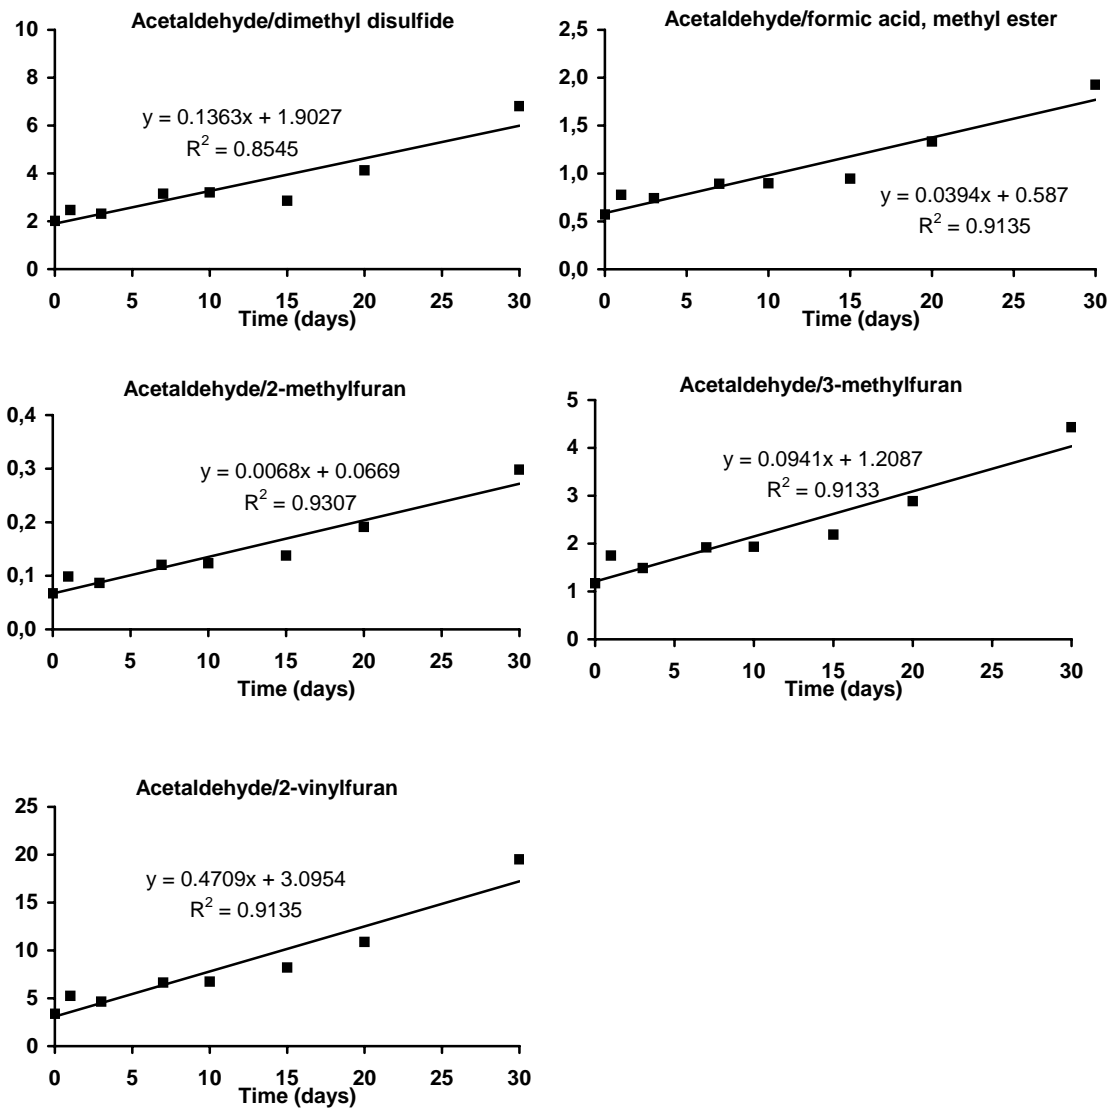 Acetaldehyde/dimethyl disulfide
10
8
6
4
2
0
y = 0.1363x + 1.9027
R² = 0.8545
0 5 10 15 20 25 30
Time (days)
Acetaldehyde/formic acid, methyl ester
2,5
2,0
1,5
1,0
0,5
0,0
y = 0.0394x + 0.587
R² = 0.9135
0 5 10 15 20 25 30
Time (days)
Acetaldehyde/2-methylfuran
0,4
0,3
0,2
0,1
0,0
y = 0.0068x + 0.0669
R² = 0.9307
0 5 10 15 20 25 30
Time (days)
Acetaldehyde/3-methylfuran
5
4
3
2
1
0
y = 0.0941x + 1.2087
R² = 0.9133
0 5 10 15 20 25 30
Time (days)
Acetaldehyde/2-vinylfuran
25
20
15
10
5
0
y = 0.4709x + 3.0954
R² = 0.9135
0 5 10 15 20 25 30
Time (days)